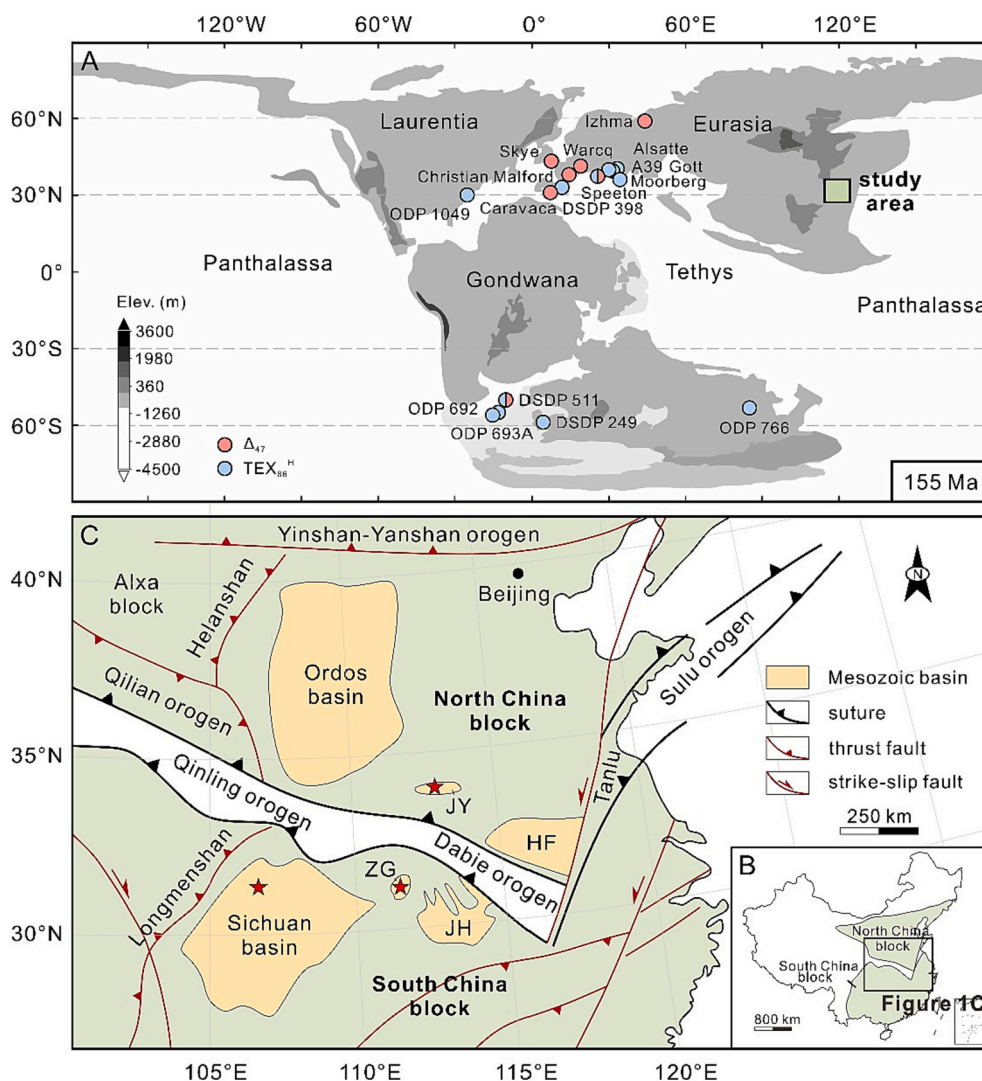 120°W 60°W 0° 60°E 120°E
A
60°N
30°N
0°
30°S
60°S
Laurentia
Izhma
Eurasia
Skye
Warcq
Alsatte
A39 Gott
Christian Malford
Moorberg
Speeton
study
area
ODP 1049
Caravaca
DSDP 398
Panthalassa
Gondwana
Tethys
Panthalassa
Elev. (m)
3600
1980
360
-1260
-2880
-4500
ODP 692
DSDP 511
ODP 693A
DSDP 249
ODP 766
Δ47
TEX86H
155 Ma
C
Yinshan-Yanshan orogen
40°N
Alxa
block
Helanshan
Beijing
N
Ordos
basin
Sulu orogen
Mesozoic basin
Qilian orogen
North China
block
suture
thrust fault
35°N
strike-slip fault
Qinling orogen
JY
Tanlu
250 km
HF
Dabie orogen
ZG
Longmenshan
B
Sichuan
basin
JH
North China
block
30°N
South China
block
South China
block
Figure 1C
800 km
105°E 110°E 115°E 120°E